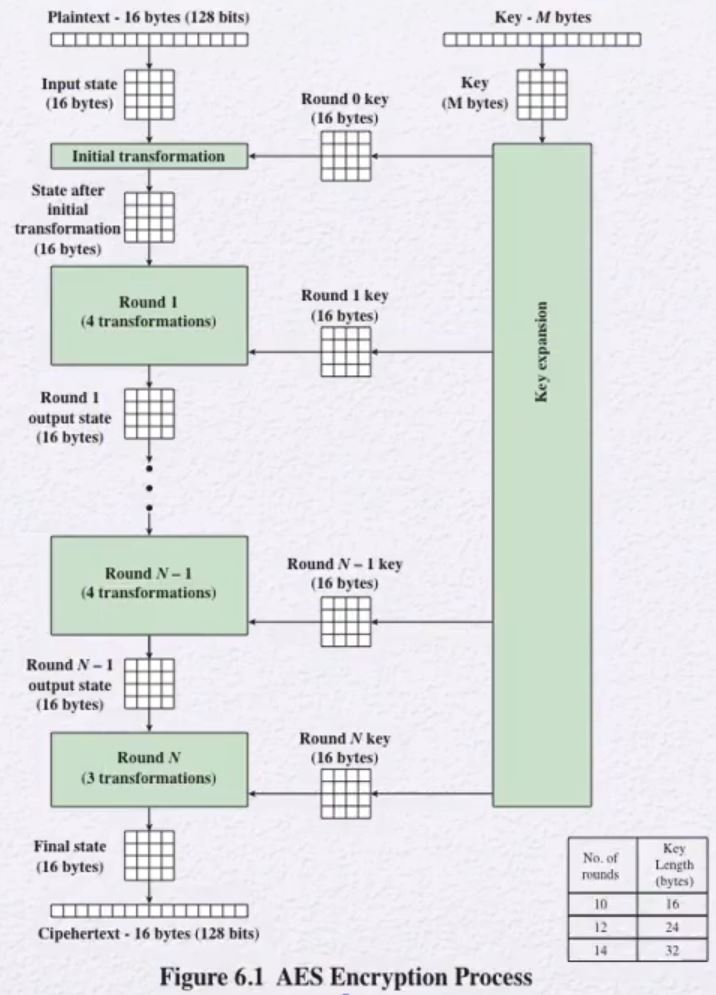 Plaintext - 16 bytes (128 bits)
Key - M bytes
Input state
(16 bytes)
Key
(M bytes)
Round 0 key
(16 bytes)
Initial transformation
State after
initial
transformation
(16 bytes)
Round 1
(4 transformations)
Round 1 key
(16 bytes)
Key expansion
Round 1
output state
(16 bytes)
Round N – 1
(4 transformations)
Round N – 1 key
(16 bytes)
Round N – 1
output state
(16 bytes)
Round N
(3 transformations)
Round N key
(16 bytes)
Final state
(16 bytes)
Cipehertext - 16 bytes (128 bits)
No. of
rounds
Key
Length
(bytes)
10 16
12 24
14 32
Figure 6.1 AES Encryption Process